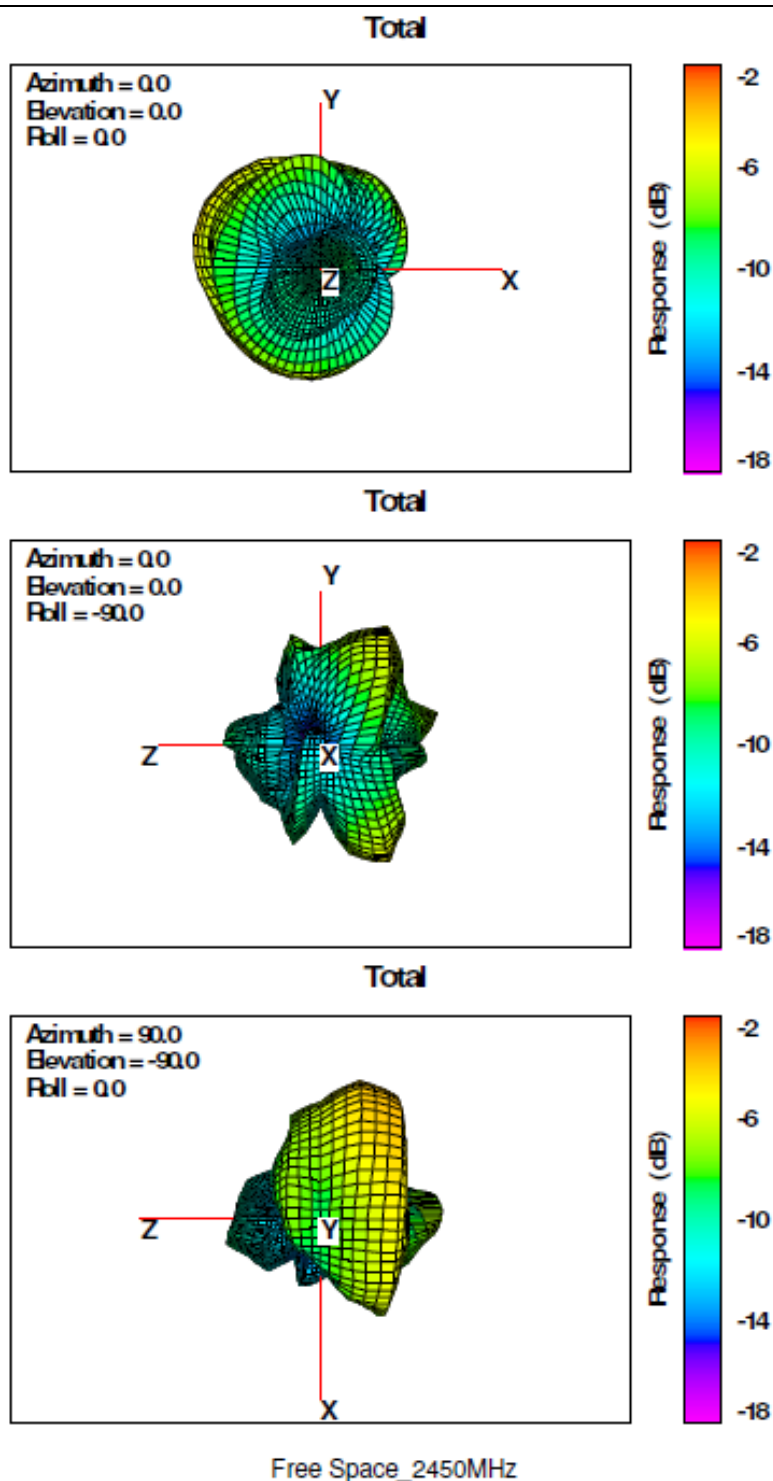 Total
Azimuth = 0.0
Elevation = 0.0
Roll = 0.0
Y
X
Z
Response (dB)
-2
-6
-10
-14
-18
Total
Azimuth = 0.0
Elevation = 0.0
Roll = -90.0
Y
Z
X
Response (dB)
-2
-6
-10
-14
-18
Total
Azimuth = 90.0
Elevation = -90.0
Roll = 0.0
Z
Y
X
Response (dB)
-2
-6
-10
-14
-18
Free Space_2450MHz